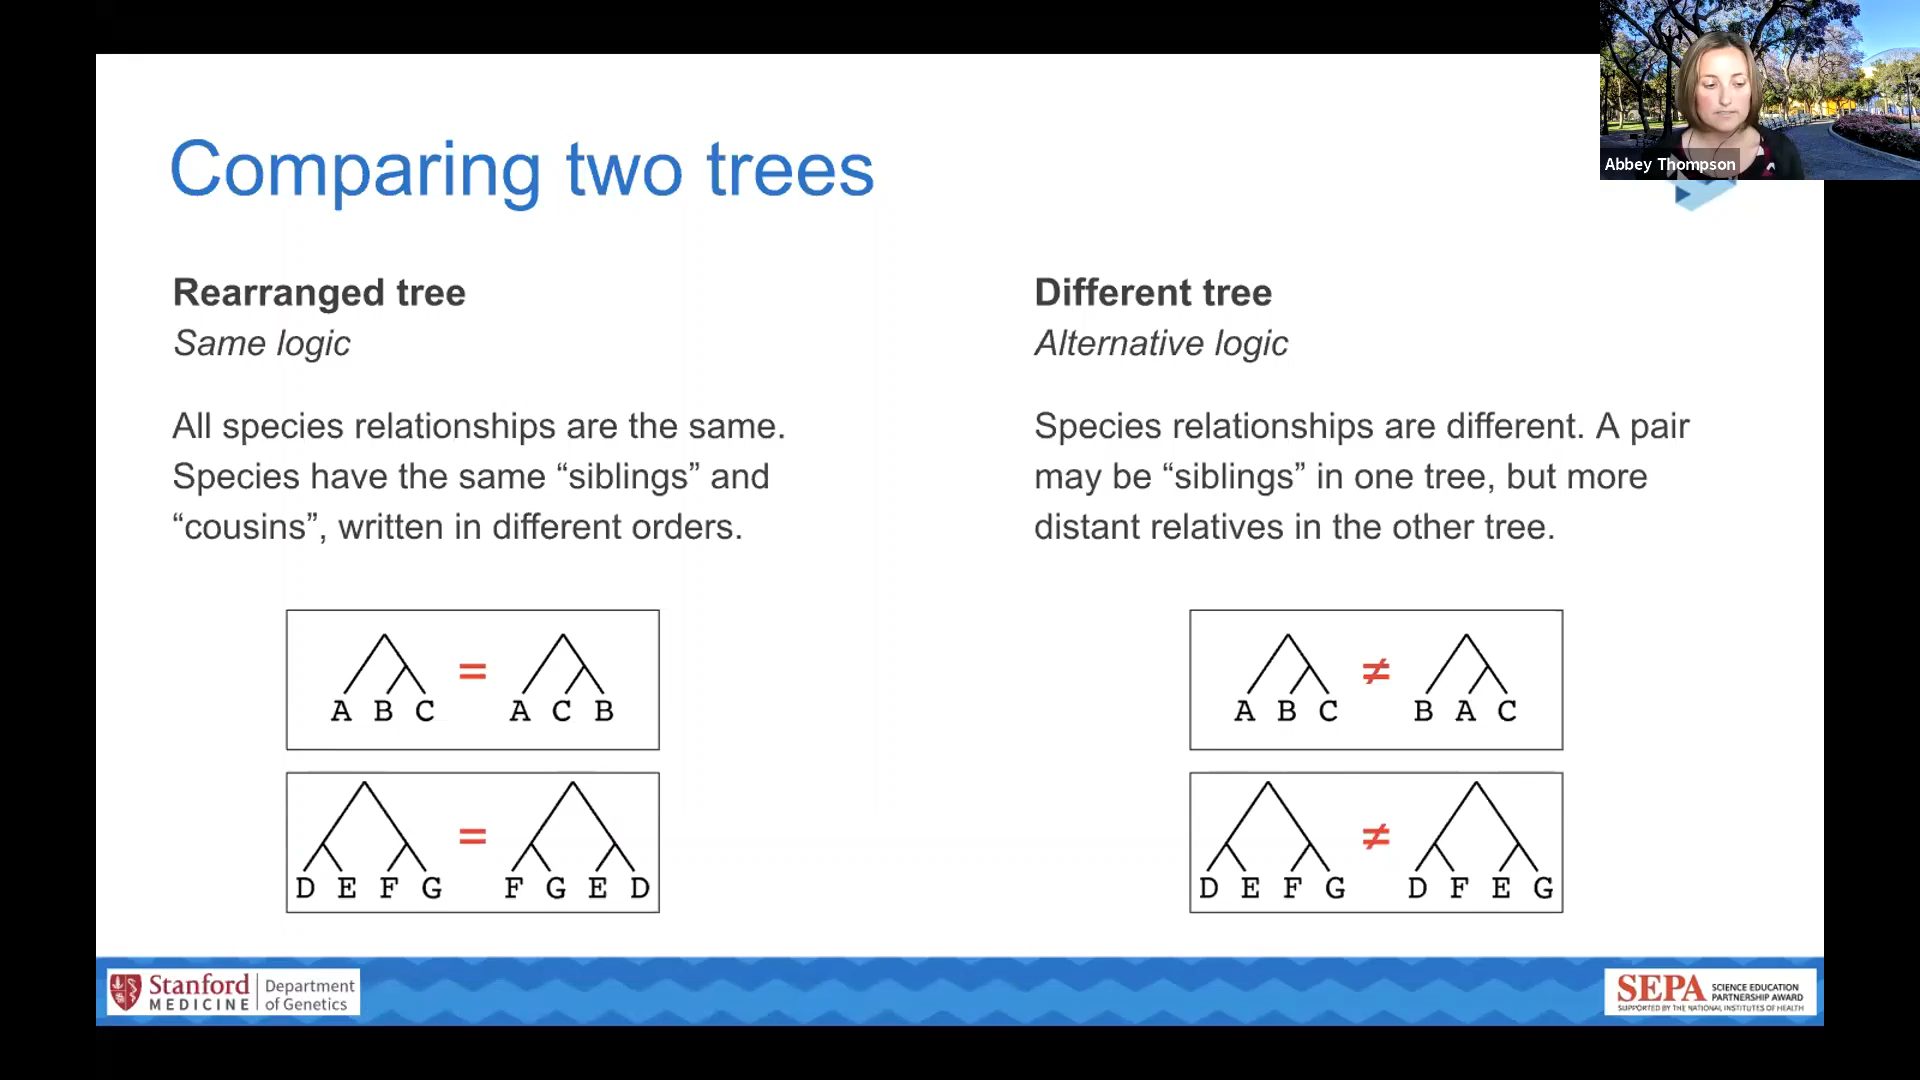 Abbey Thompson
Comparing two trees
Rearranged tree
Same logic
All species relationships are the same.
Species have the same “siblings” and
“cousins”, written in different orders.
A B C = A C B
D E F G = F G E D
Different tree
Alternative logic
Species relationships are different. A pair
may be “siblings” in one tree, but more
distant relatives in the other tree.
A B C ≠ B A C
D E F G ≠ D F E G
Stanford
MEDICINE
Department
of Genetics
SEPA
SCIENCE EDUCATION
PARTNERSHIP AWARD
SUPPORTED BY THE NATIONAL INSTITUTES OF HEALTH